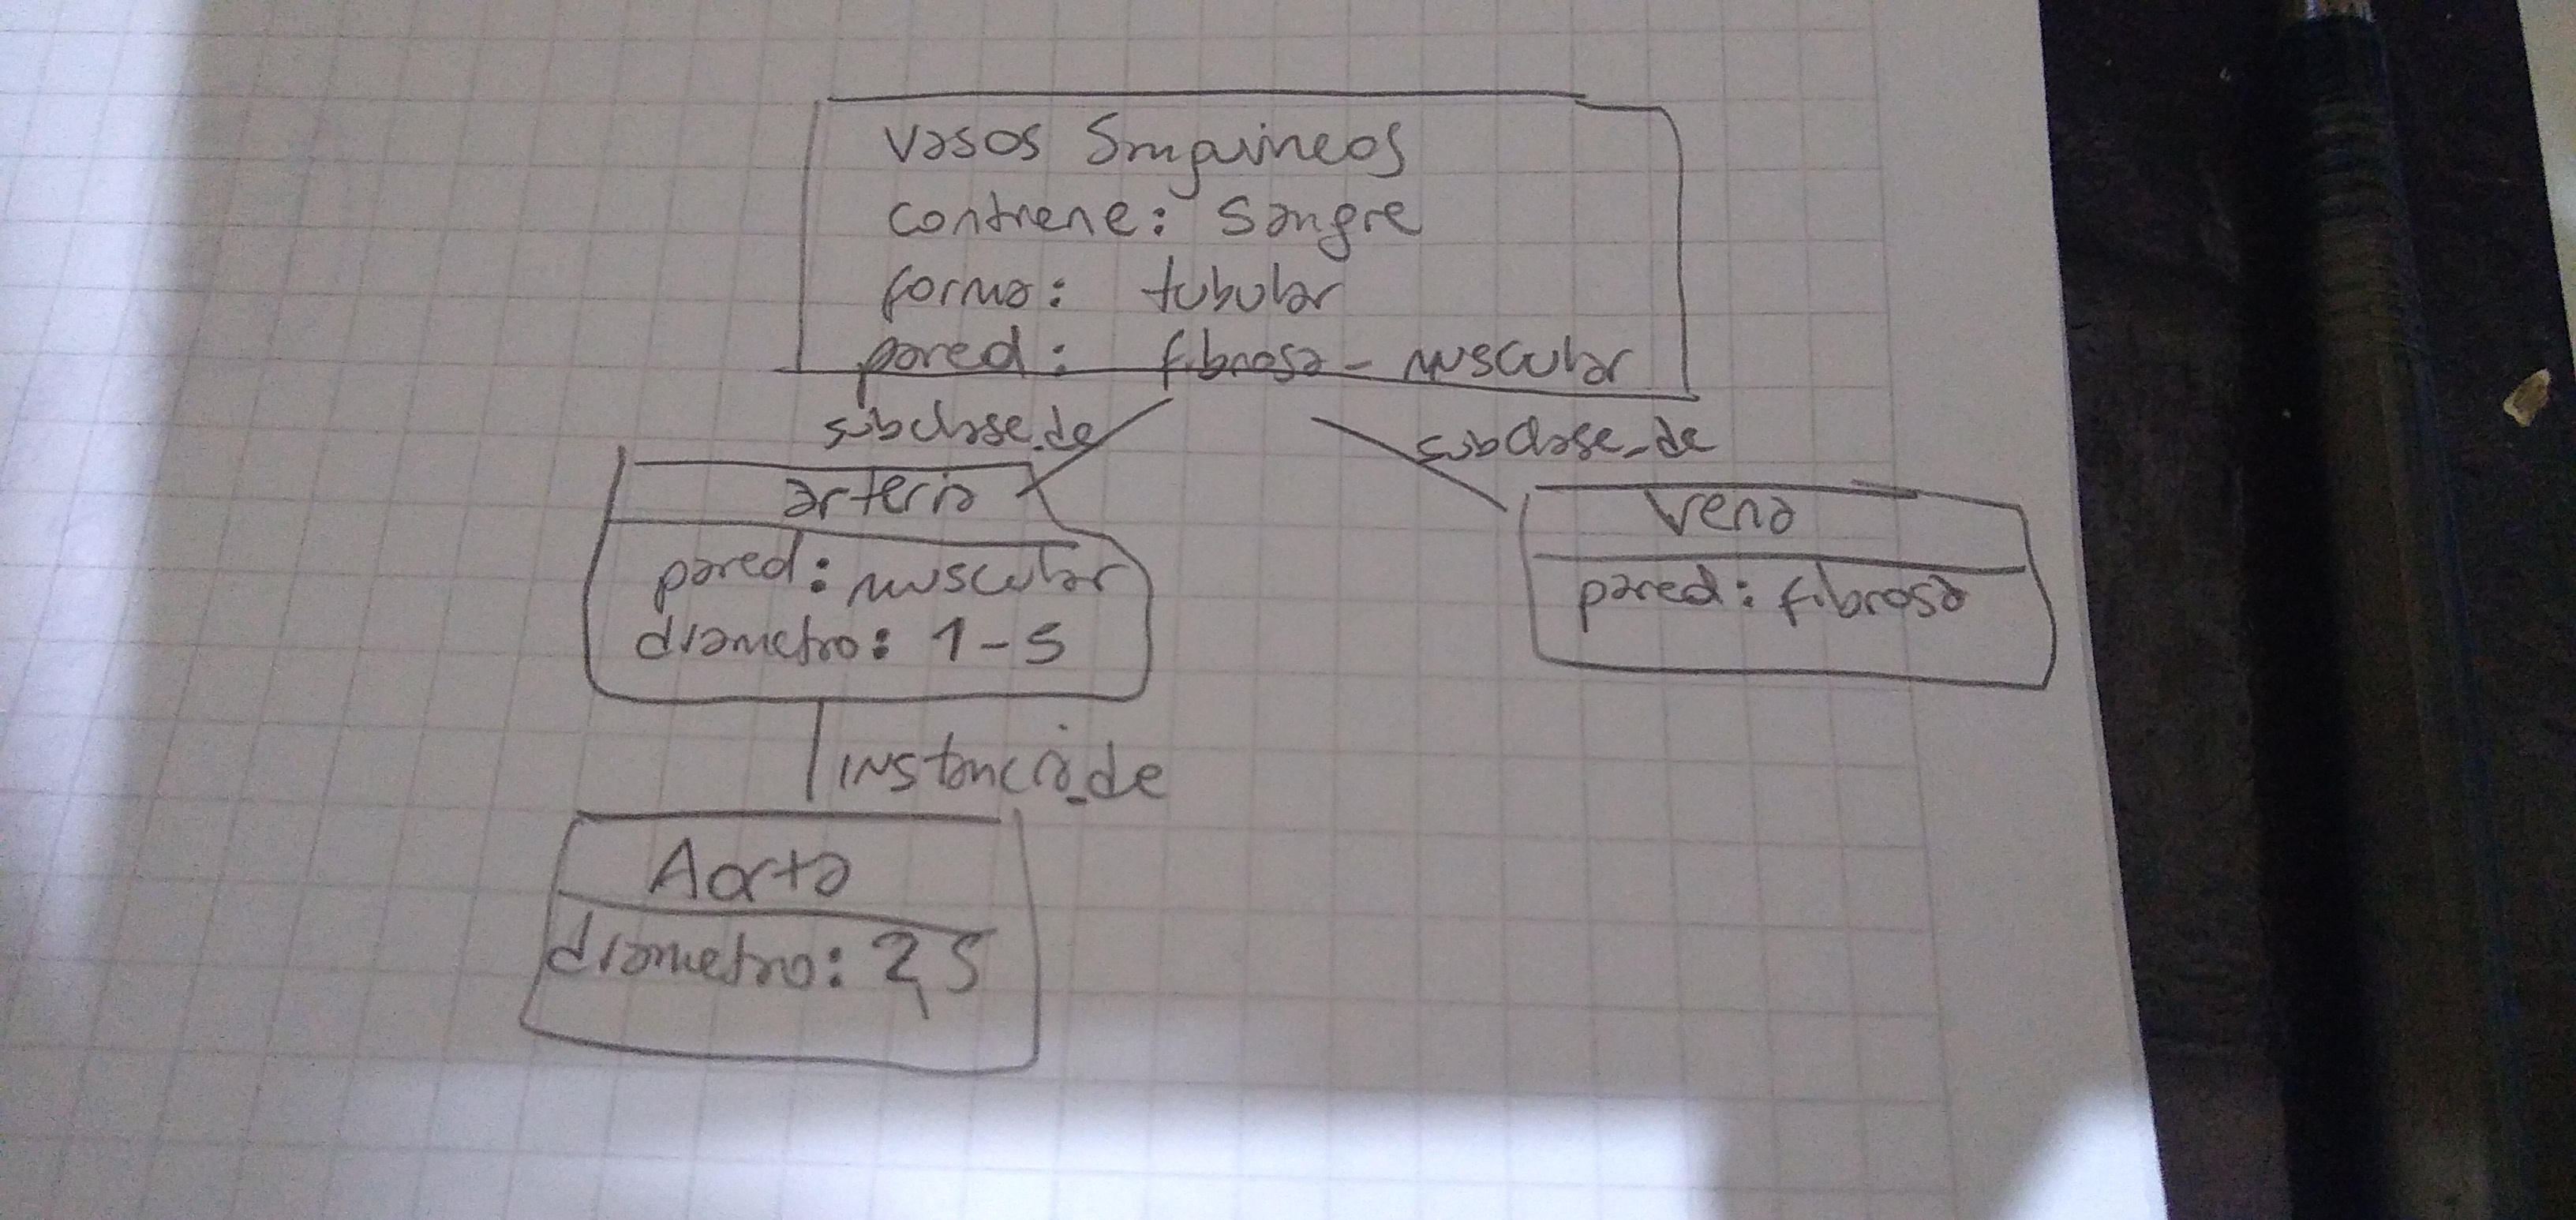 vasos Sanguineos
contiene: Sangre
forma: tubular
pared: fibrosa - muscular
subclase_de
subclase_de
arteria
vena
pared: muscular
diametro: 1-5
pared: fibrosa
instancia_de
Aorta
diametro: 2,5